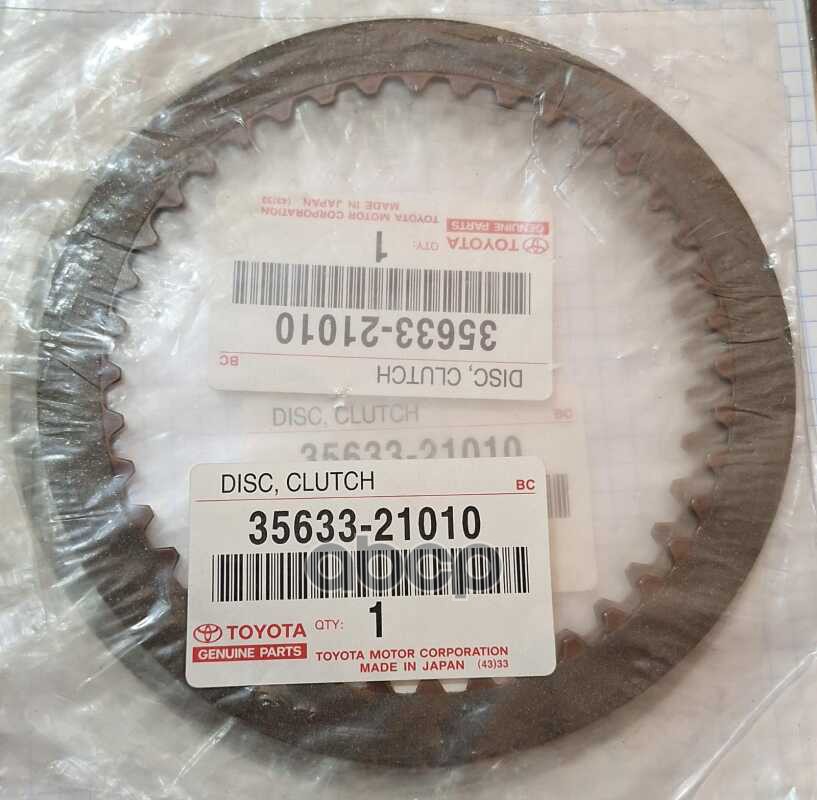 TOYOTA MOTOR CORPORATION
MADE IN JAPAN (43)33
TOYOTA
GENUINE PARTS
QTY: 1
35633-21010
DISC, CLUTCH
BC
DISC, CLUTCH
BC
35633-21010
DISC, CLUTCH
BC
35633-21010
abcp
TOYOTA
GENUINE PARTS
QTY: 1
TOYOTA MOTOR CORPORATION
MADE IN JAPAN (43)33